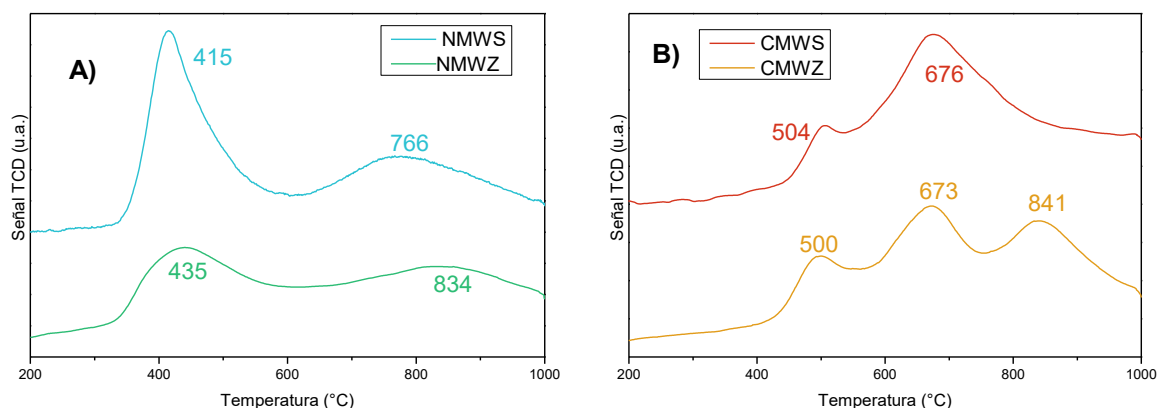 A)
NMWS
NMWZ
415
766
435
834
Señal TCD (u.a.)
200
400
600
800
1000
Temperatura (°C)
B)
CMWS
CMWZ
504
676
500
673
841
Señal TCD (u.a.)
200
400
600
800
1000
Temperatura (°C)